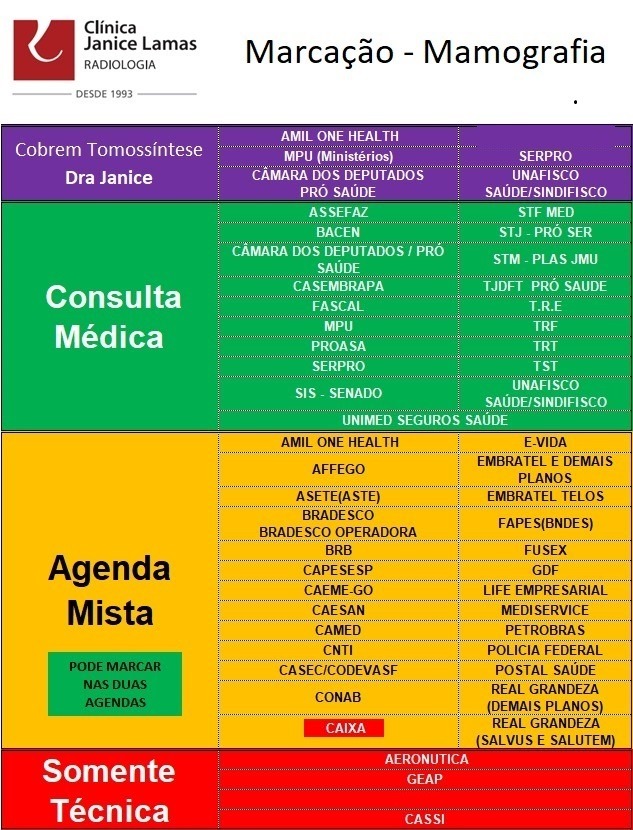 Clínica
Janice Lamas
RADIOLOGIA
DESDE 1993
Marcação - Mamografia
.
Cobrem Tomossíntese
Dra Janice
AMIL ONE HEALTH
MPU (Ministérios) SERPRO
CÂMARA DOS DEPUTADOS UNAFISCO
PRÓ SAÚDE SAÚDE/SINDIFISCO
Consulta
Médica
ASSEFAZ STF MED
BACEN STJ - PRÓ SER
CÂMARA DOS DEPUTADOS / PRÓ
SAÚDE STM - PLAS JMU
CASEMBRAPA TJDFT PRÓ SAUDE
FASCAL T.R.E
MPU TRF
PROASA TRT
SERPRO TST
SIS - SENADO UNAFISCO
SAÚDE/SINDIFISCO
UNIMED SEGUROS SAÚDE
Agenda
Mista
PODE MARCAR
NAS DUAS
AGENDAS
AMIL ONE HEALTH E-VIDA
AFFEGO EMBRATEL E DEMAIS
PLANOS
ASETE(ASTE) EMBRATEL TELOS
BRADESCO
BRADESCO OPERADORA FAPES(BNDES)
BRB FUSEX
CAPESESP GDF
CAEME-GO LIFE EMPRESARIAL
CAESAN MEDISERVICE
CAMED PETROBRAS
CNTI POLICIA FEDERAL
CASEC/CODEVASF POSTAL SAÚDE
CONAB REAL GRANDEZA
(DEMAIS PLANOS)
CAIXA REAL GRANDEZA
(SALVUS E SALUTEM)
Somente
Técnica
AERONUTICA
GEAP
CASSI